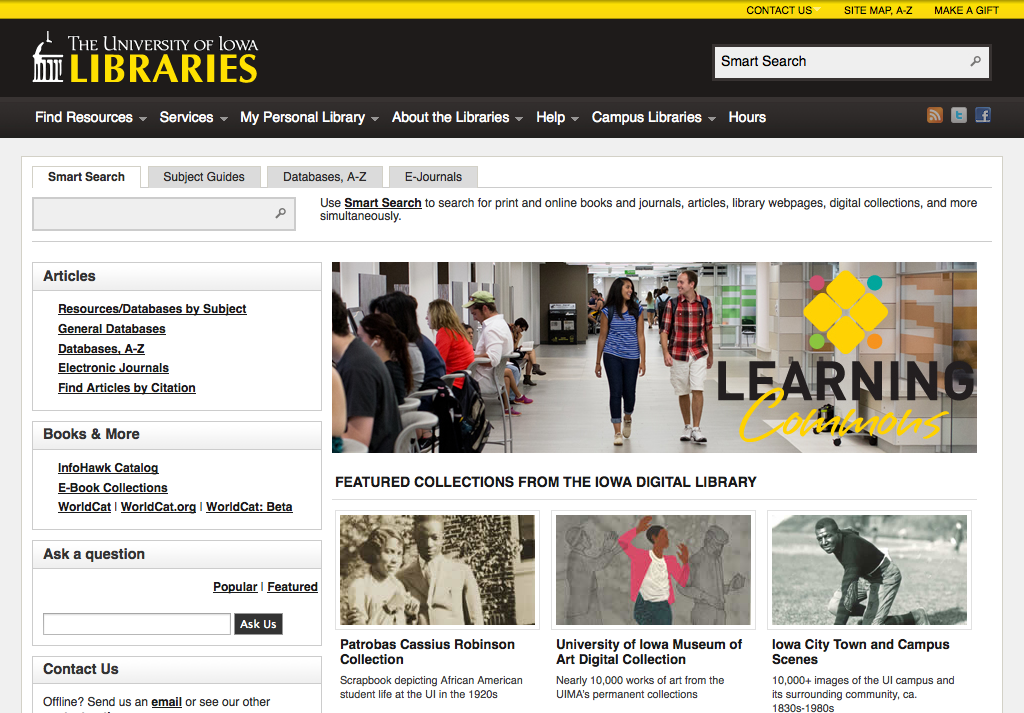 CONTACT US
SITE MAP, A-Z
MAKE A GIFT
THE UNIVERSITY OF IOWA
LIBRARIES
Smart Search
Find Resources
Services
My Personal Library
About the Libraries
Help
Campus Libraries
Hours
Smart Search
Subject Guides
Databases, A-Z
E-Journals
Use Smart Search to search for print and online books and journals, articles, library webpages, digital collections, and more
simultaneously.
Articles
Resources/Databases by Subject
General Databases
Databases, A-Z
Electronic Journals
Find Articles by Citation
Books & More
InfoHawk Catalog
E-Book Collections
WorldCat | WorldCat.org | WorldCat: Beta
Ask a question
Popular | Featured
Ask Us
Contact Us
Offline? Send us an email or see our other
LEARNING
Commons
FEATURED COLLECTIONS FROM THE IOWA DIGITAL LIBRARY
Patrobas Cassius Robinson
Collection
Scrapbook depicting African American
student life at the UI in the 1920s
University of Iowa Museum of
Art Digital Collection
Nearly 10,000 works of art from the
UIMA's permanent collections
Iowa City Town and Campus
Scenes
10,000+ images of the UI campus and
its surrounding community, ca.
1830s-1980s